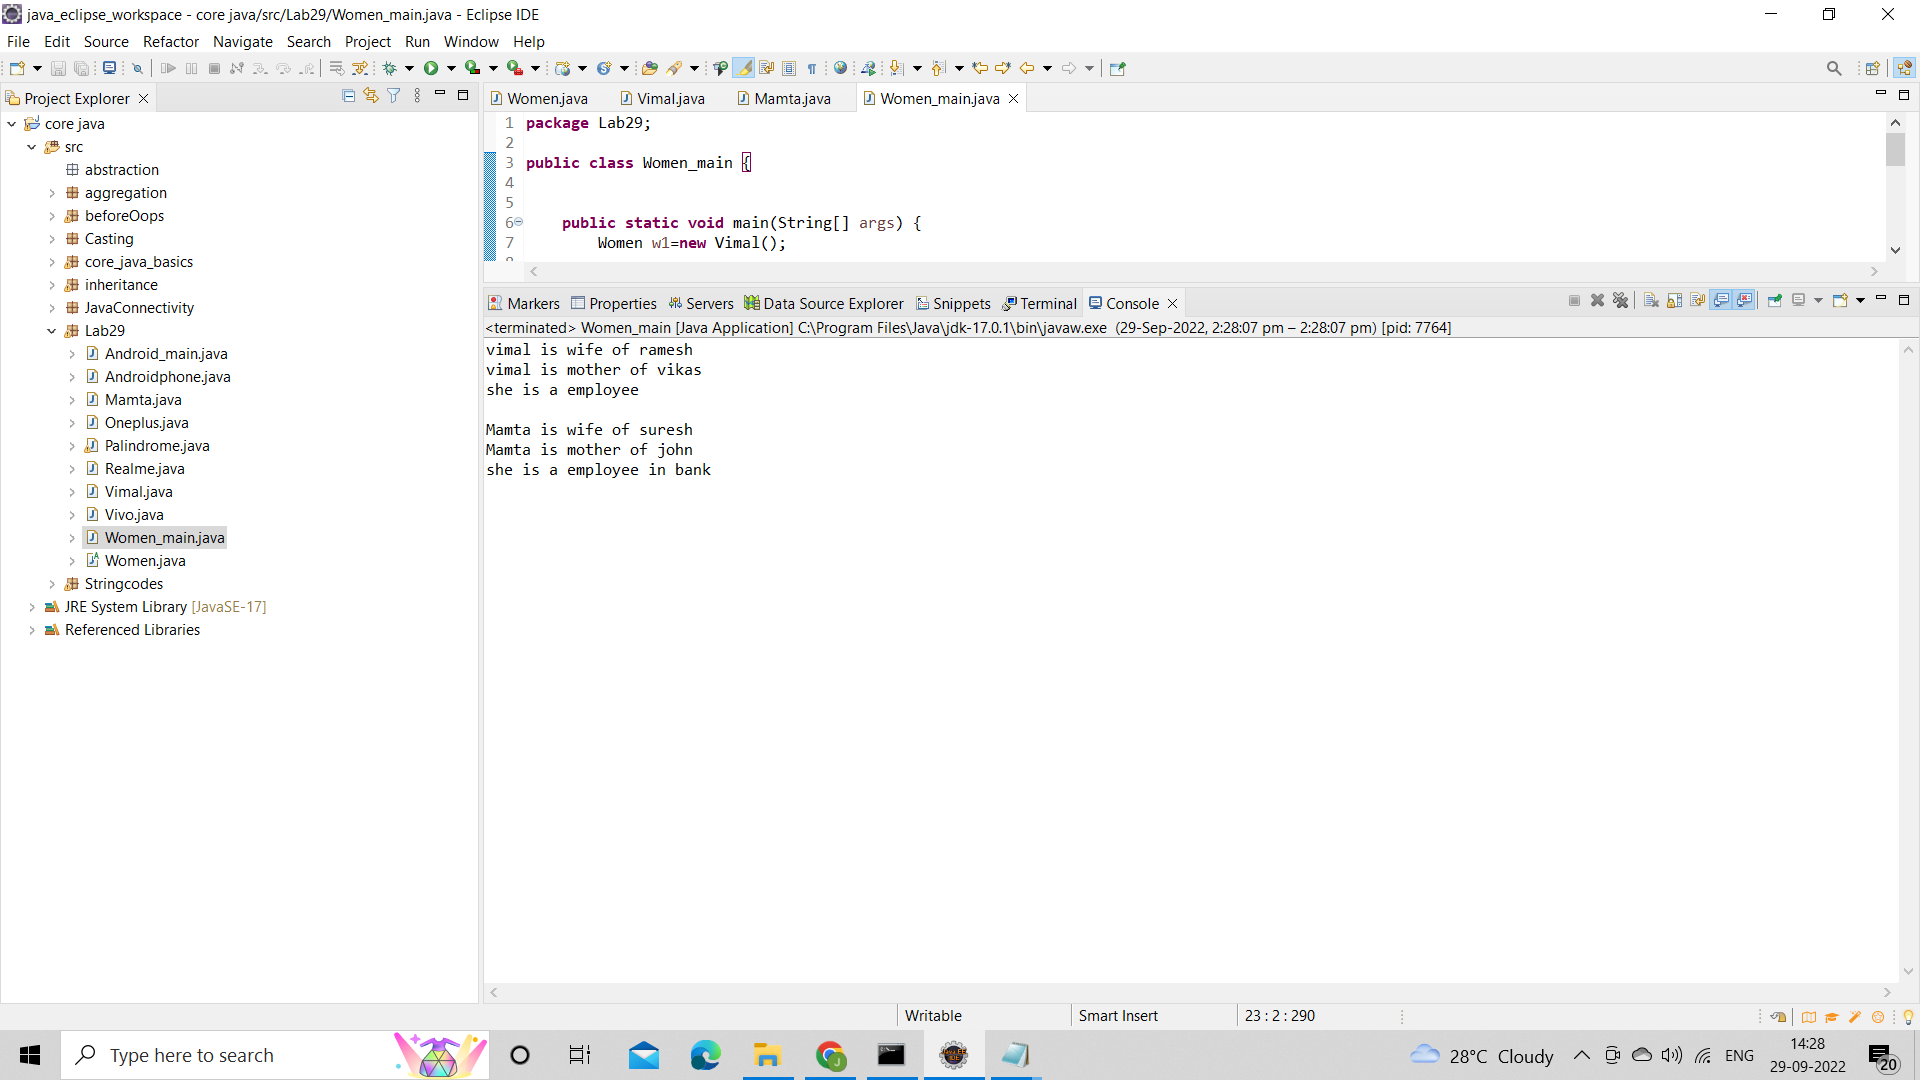 java_eclipse_workspace - core java/src/Lab29/Women_main.java - Eclipse IDE
File Edit Source Refactor Navigate Search Project Run Window Help
Project Explorer
core java
src
abstraction
aggregation
beforeOops
Casting
core_java_basics
inheritance
JavaConnectivity
Lab29
Android_main.java
Androidphone.java
Mamta.java
Oneplus.java
Palindrome.java
Realme.java
Vimal.java
Vivo.java
Women_main.java
Women.java
Stringcodes
JRE System Library [JavaSE-17]
Referenced Libraries
Women.java Vimal.java Mamta.java Women_main.java
1 package Lab29;
2
3 public class Women_main {
4
5
6 public static void main(String[] args) {
7 Women w1=new Vimal();
Markers Properties Servers Data Source Explorer Snippets Terminal Console
<terminated> Women_main [Java Application] C:\Program Files\Java\jdk-17.0.1\bin\javaw.exe (29-Sep-2022, 2:28:07 pm – 2:28:07 pm) [pid: 7764]
vimal is wife of ramesh
vimal is mother of vikas
she is a employee
Mamta is wife of suresh
Mamta is mother of john
she is a employee in bank
Writable Smart Insert 23 : 2 : 290
Type here to search
28°C Cloudy ENG 14:28
29-09-2022 20